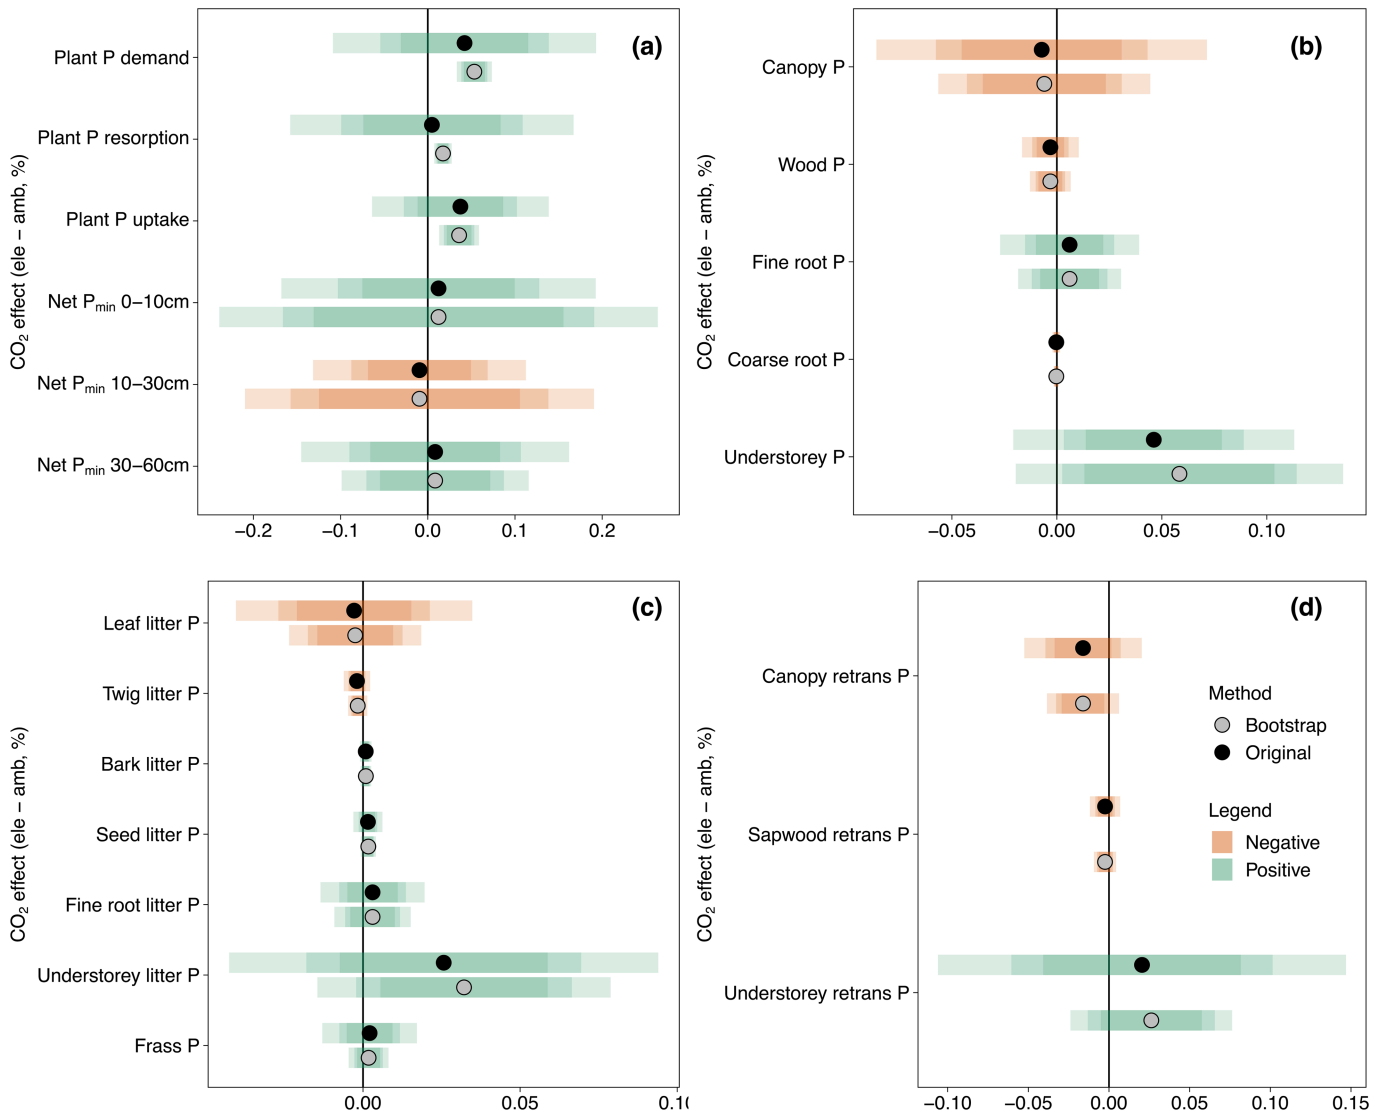 (a)
CO2 effect (ele − amb, %)
Plant P demand
Plant P resorption
Plant P uptake
Net Pmin 0−10cm
Net Pmin 10−30cm
Net Pmin 30−60cm
−0.2 −0.1 0.0 0.1 0.2
(b)
CO2 effect (ele − amb, %)
Canopy P
Wood P
Fine root P
Coarse root P
Understorey P
−0.05 0.00 0.05 0.10
(c)
CO2 effect (ele − amb, %)
Leaf litter P
Twig litter P
Bark litter P
Seed litter P
Fine root litter P
Understorey litter P
Frass P
0.00 0.05
(d)
CO2 effect (ele − amb, %)
Canopy retrans P
Sapwood retrans P
Understorey retrans P
Method
Bootstrap
Original
Legend
Negative
Positive
−0.10 −0.05 0.00 0.05 0.10 0.15